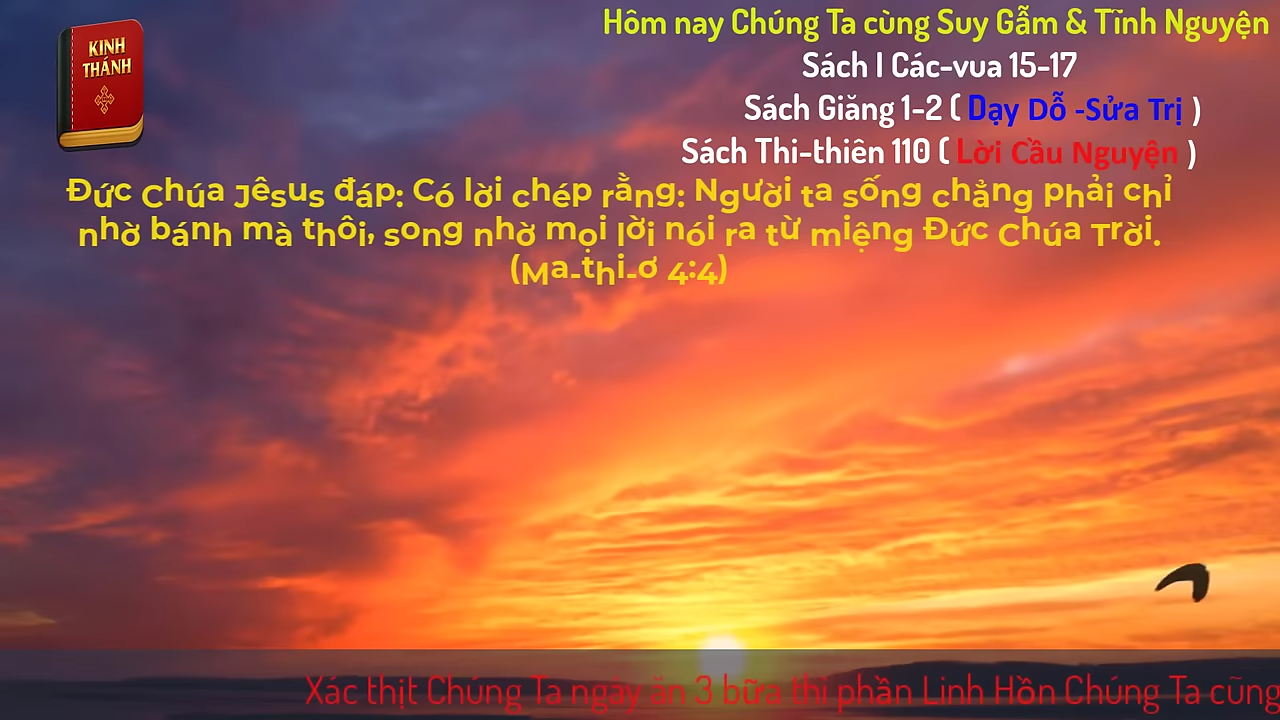 KINH
THÁNH
Hôm nay Chúng Ta cùng Suy Gẫm & Tĩnh Nguyện
Sách I Các-vua 15-17
Sách Giăng 1-2 ( Dạy Dỗ -Sửa Trị )
Sách Thi-thiên 110 ( Lời Cầu Nguyện )
Đức Chúa Jêsus đáp: Có lời chép rằng: Người ta sống chẳng phải chỉ
nhờ bánh mà thôi, song nhờ mọi lời nói ra từ miệng Đức Chúa Trời.
(Ma-thi-ơ 4:4)
Xác thịt Chúng Ta ngày ăn 3 bữa thì phần Linh Hồn Chúng Ta cũng